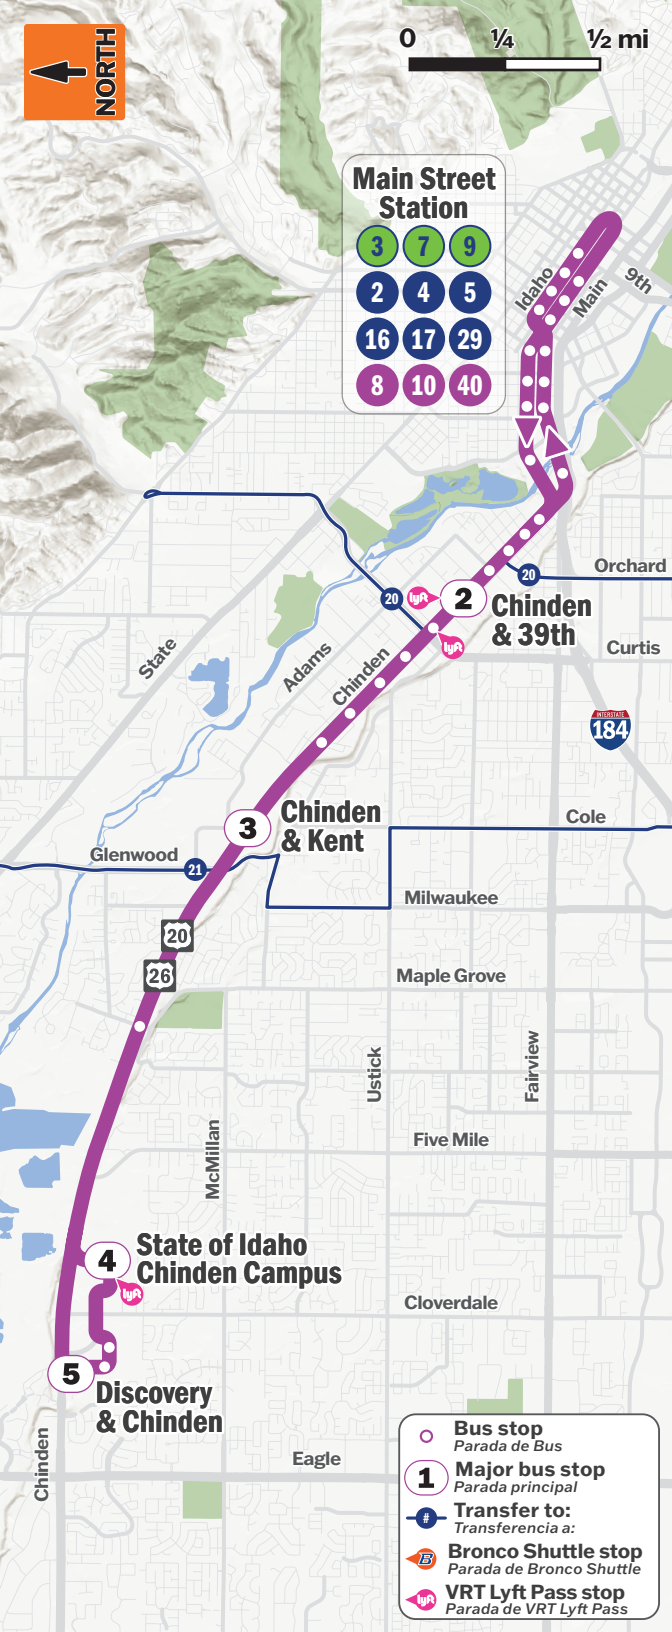 NORTH
0 ¼ ½ mi
Main Street
Station
3 7 9
2 4 5
16 17 29
8 10 40
Idaho
Main
9th
Orchard
20
20
lyft
2
Chinden
& 39th
lyft
Curtis
State
Adams
Chinden
INTERSTATE
184
3
Chinden
& Kent
Cole
Glenwood
21
Milwaukee
20
26
Maple Grove
Ustick
Fairview
McMillan
Five Mile
4
State of Idaho
Chinden Campus
lyft
Cloverdale
5
Discovery
& Chinden
Chinden
Eagle
Bus stop
Parada de Bus
1
Major bus stop
Parada principal
#
Transfer to:
Transferencia a:
B
Bronco Shuttle stop
Parada de Bronco Shuttle
lyft
VRT Lyft Pass stop
Parada de VRT Lyft Pass